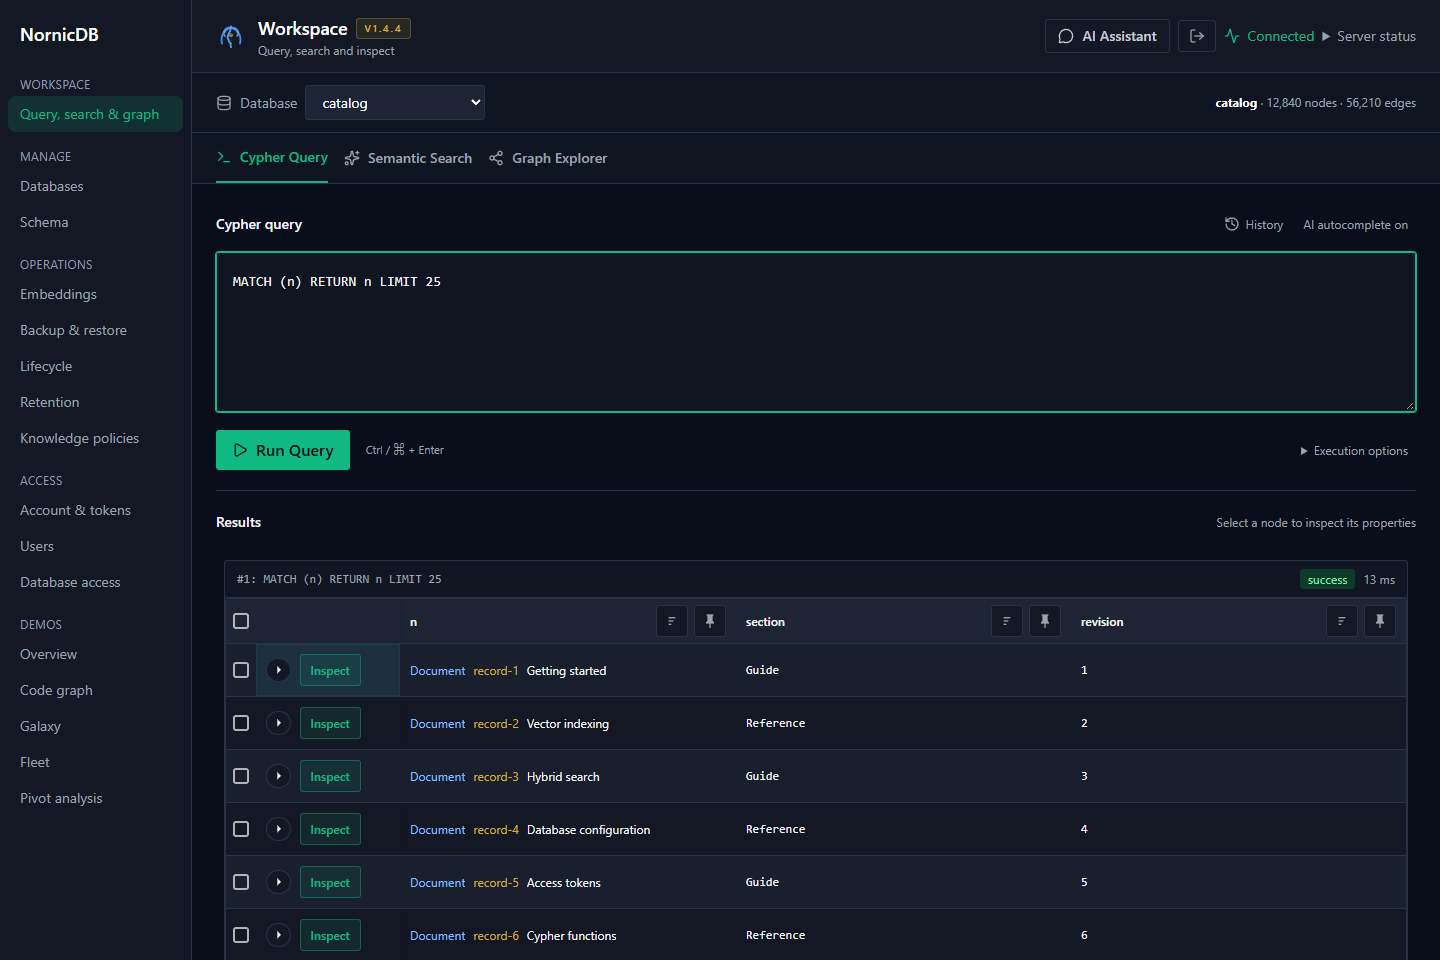 NornicDB
WORKSPACE
Query, search & graph
MANAGE
Databases
Schema
OPERATIONS
Embeddings
Backup & restore
Lifecycle
Retention
Knowledge policies
ACCESS
Account & tokens
Users
Database access
DEMOS
Overview
Code graph
Galaxy
Fleet
Pivot analysis
Workspace V1.4.4
Query, search and inspect
AI Assistant
Connected ▶ Server status
Database catalog
catalog · 12,840 nodes · 56,210 edges
Cypher Query Semantic Search Graph Explorer
Cypher query
History AI autocomplete on
MATCH (n) RETURN n LIMIT 25
Run Query Ctrl / ⌘ + Enter
▶ Execution options
Results
Select a node to inspect its properties
#1: MATCH (n) RETURN n LIMIT 25 success 13 ms
n section revision
Inspect Document record-1 Getting started Guide 1
Inspect Document record-2 Vector indexing Reference 2
Inspect Document record-3 Hybrid search Guide 3
Inspect Document record-4 Database configuration Reference 4
Inspect Document record-5 Access tokens Guide 5
Inspect Document record-6 Cypher functions Reference 6